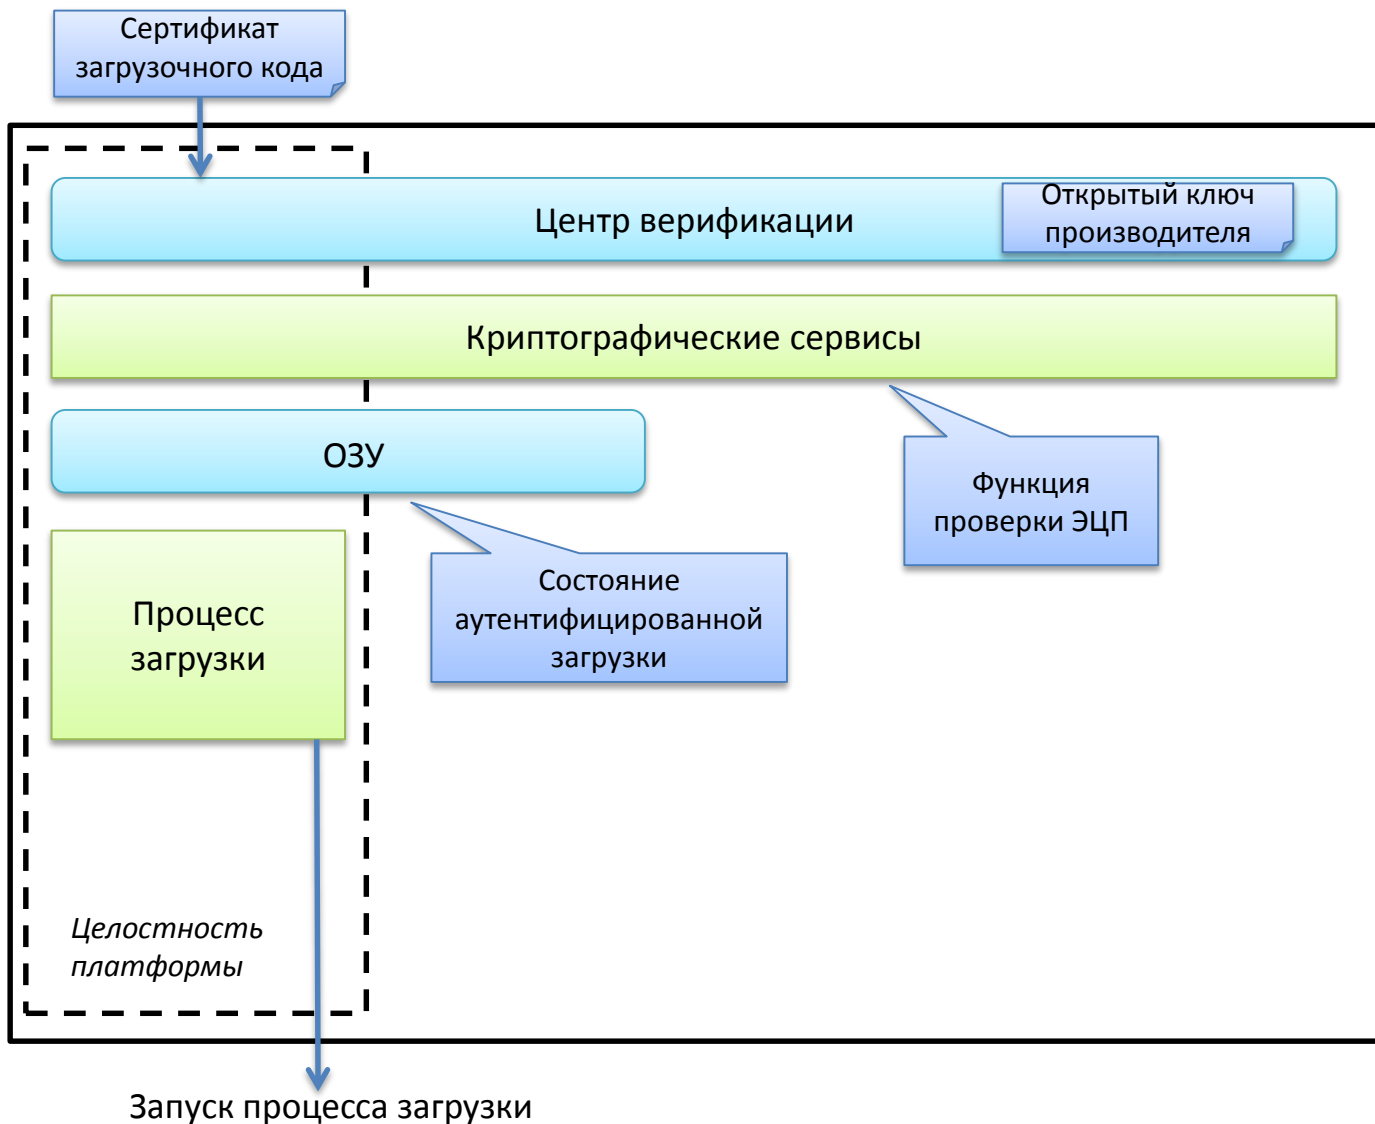 Сертификат
загрузочного кода
Центр верификации
Открытый ключ
производителя
Криптографические сервисы
ОЗУ
Функция
проверки ЭЦП
Состояние
аутентифицированной
загрузки
Процесс
загрузки
Целостность
платформы
Запуск процесса загрузки